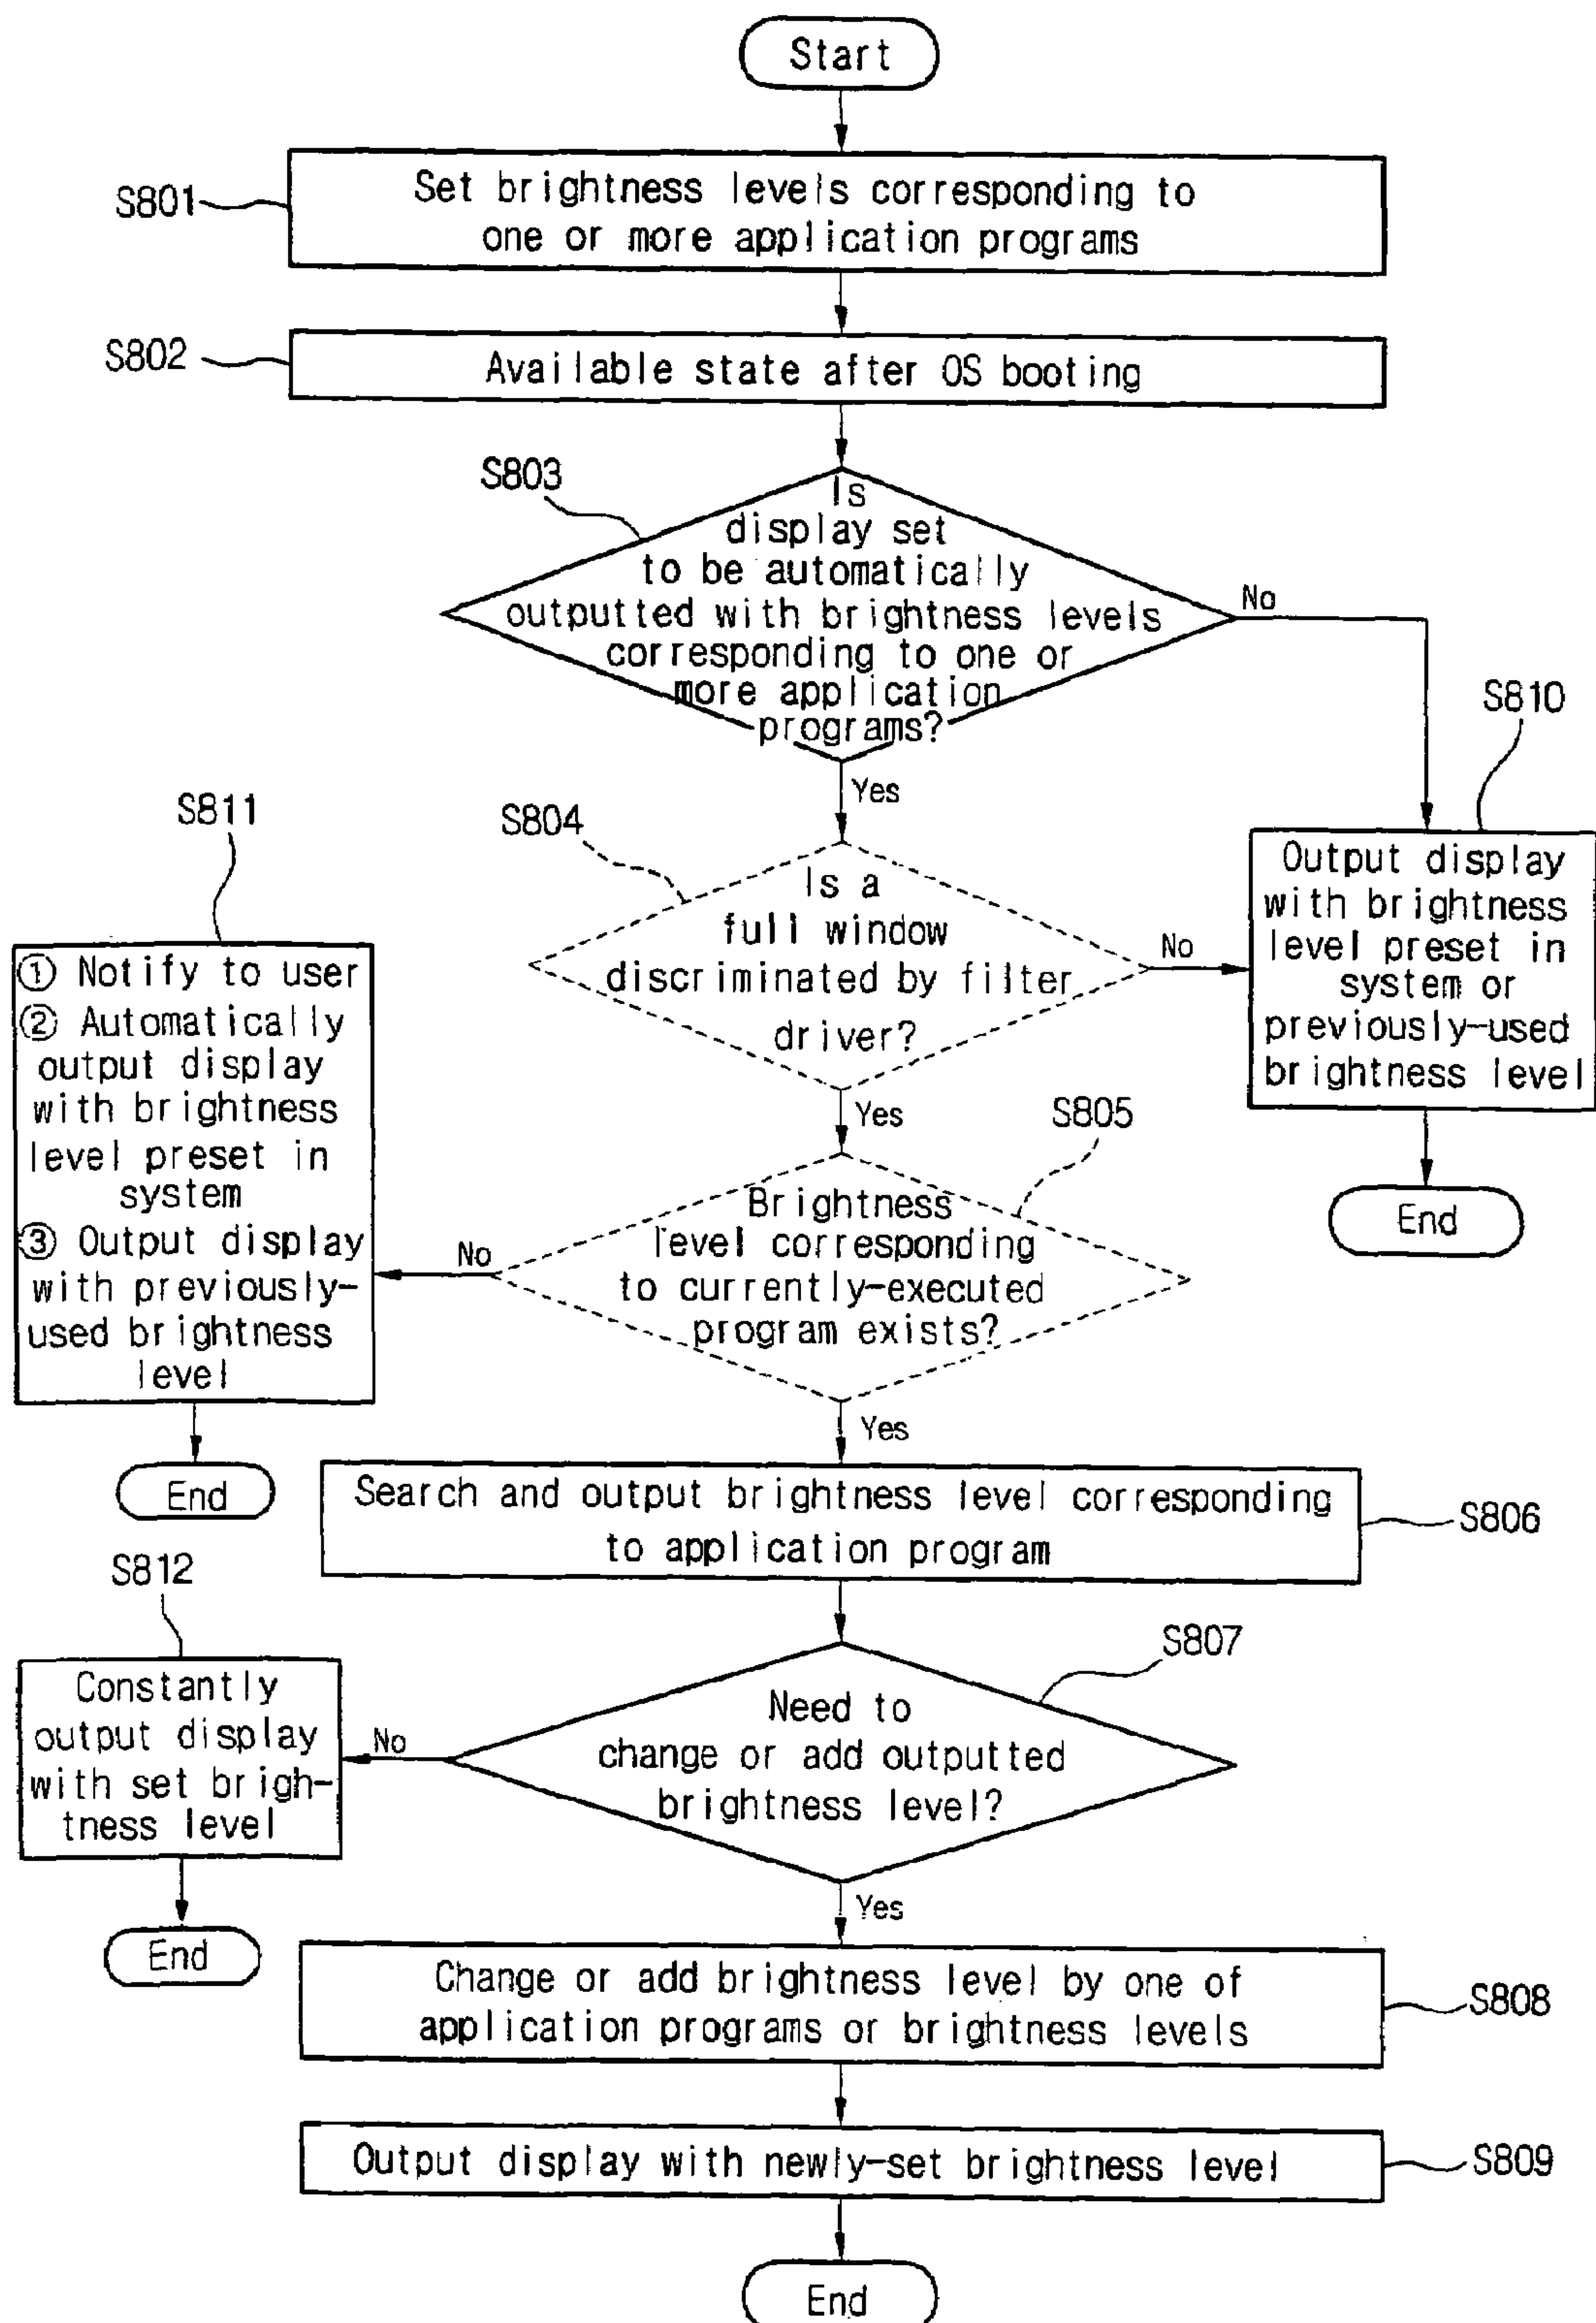 Start
S801
Set brightness levels corresponding to
one or more application programs
S802
Available state after OS booting
S803
Is
display set
to be automatically
outputted with brightness levels
corresponding to one or
more application
programs?
No
Yes
S810
Output display
with brightness
level preset in
system or
previously-used
brightness level
End
S804
Is a
full window
discriminated by filter
driver?
No
Yes
S811
① Notify to user
② Automatically
output display
with brightness
level preset in
system
③ Output display
with previously-
used brightness
level
End
S805
Brightness
level corresponding
to currently-executed
program exists?
No
Yes
Search and output brightness level corresponding
to application program
S806
S812
Constantly
output display
with set brigh-
tness level
End
S807
Need to
change or add outputted
brightness level?
No
Yes
Change or add brightness level by one of
application programs or brightness levels
S808
Output display with newly-set brightness level
S809
End